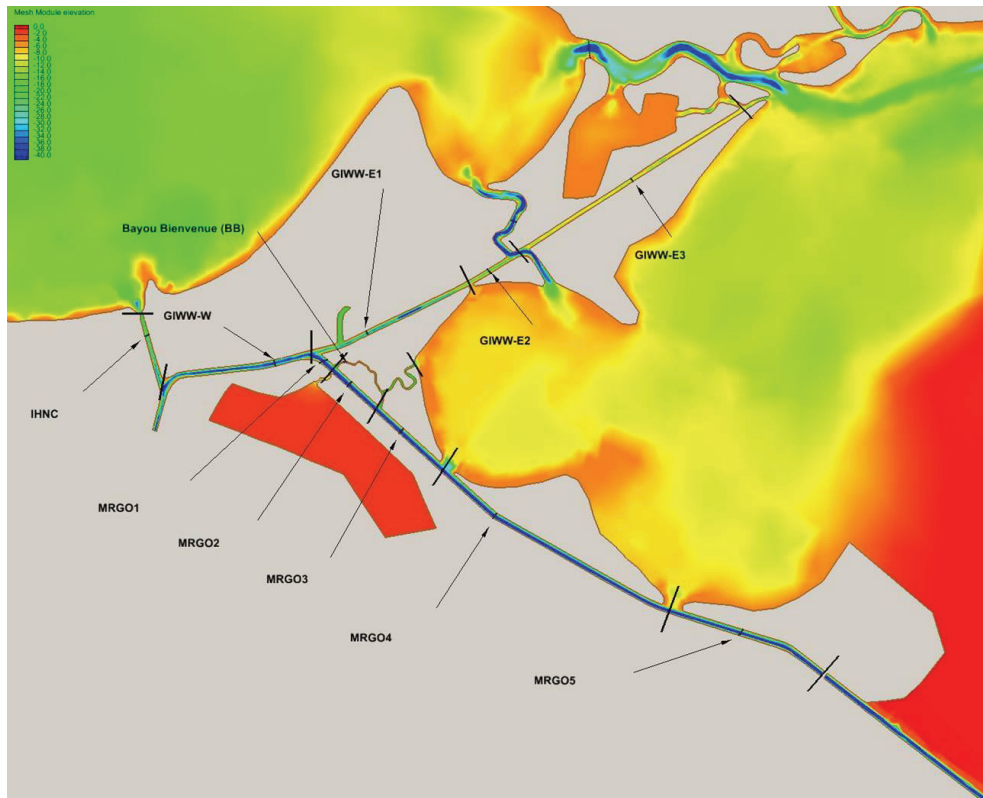 Mesh Module elevation
0.0
-2.0
-4.0
-6.0
-8.0
-10.0
-12.0
-14.0
-16.0
-18.0
-20.0
-22.0
-24.0
-26.0
-28.0
-30.0
-32.0
-34.0
-36.0
-38.0
-40.0
GIWW-E1
Bayou Bienvenue (BB)
GIWW-E3
GIWW-W
GIWW-E2
IHNC
MRGO1
MRGO2
MRGO3
MRGO4
MRGO5